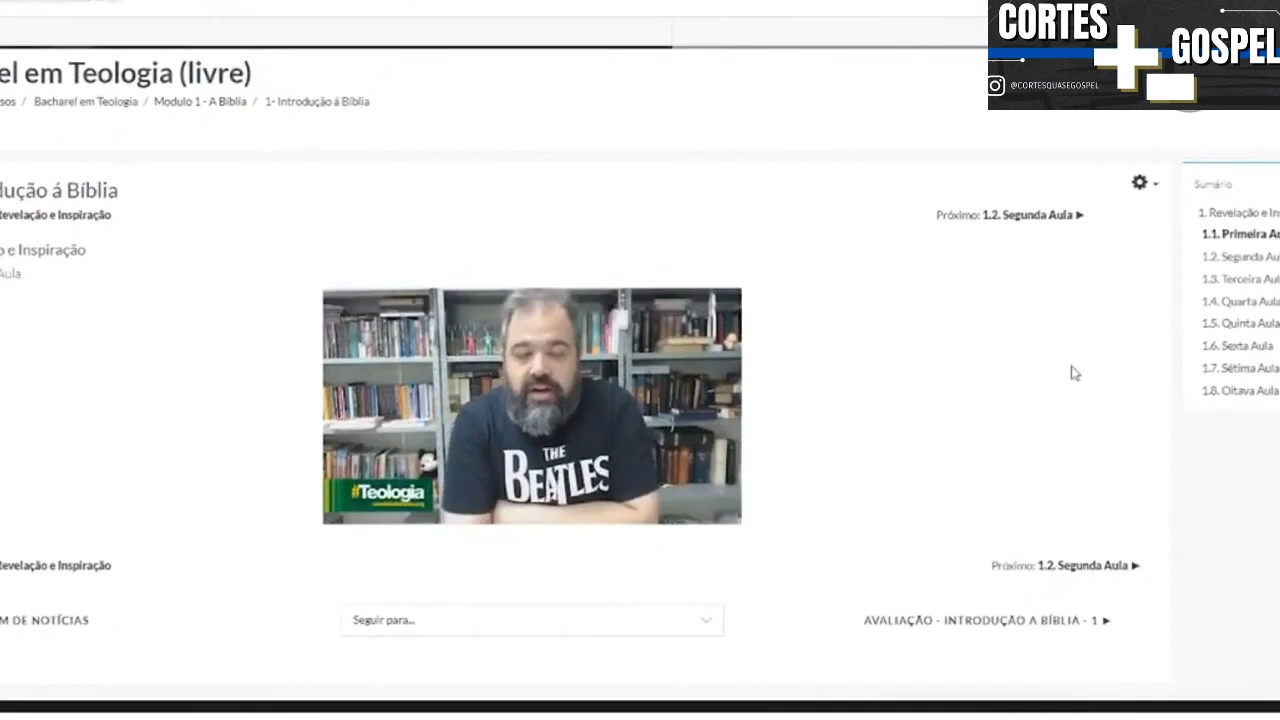 CORTES
GOSPEL
@CORTESQUASEGOSPEL
el em Teologia (livre)
sos / Bacharel em Teologia / Modulo 1 - A Bíblia / 1- Introdução á Bíblia
dução á Bíblia
Revelação e Inspiração
Próximo: 1.2. Segunda Aula ►
o e Inspiração
Aula
Sumário
1. Revelação e Ins
1.1. Primeira Au
1.2. Segunda Aul
1.3. Terceira Aul
1.4. Quarta Aula
1.5. Quinta Aula
1.6. Sexta Aula
1.7. Sétima Aula
1.8. Oitava Aula
THE
BEATLES
#Teologia
Revelação e Inspiração
Próximo: 1.2. Segunda Aula ►
M DE NOTÍCIAS
Seguir para...
AVALIAÇÃO - INTRODUÇÃO A BÍBLIA - 1 ►